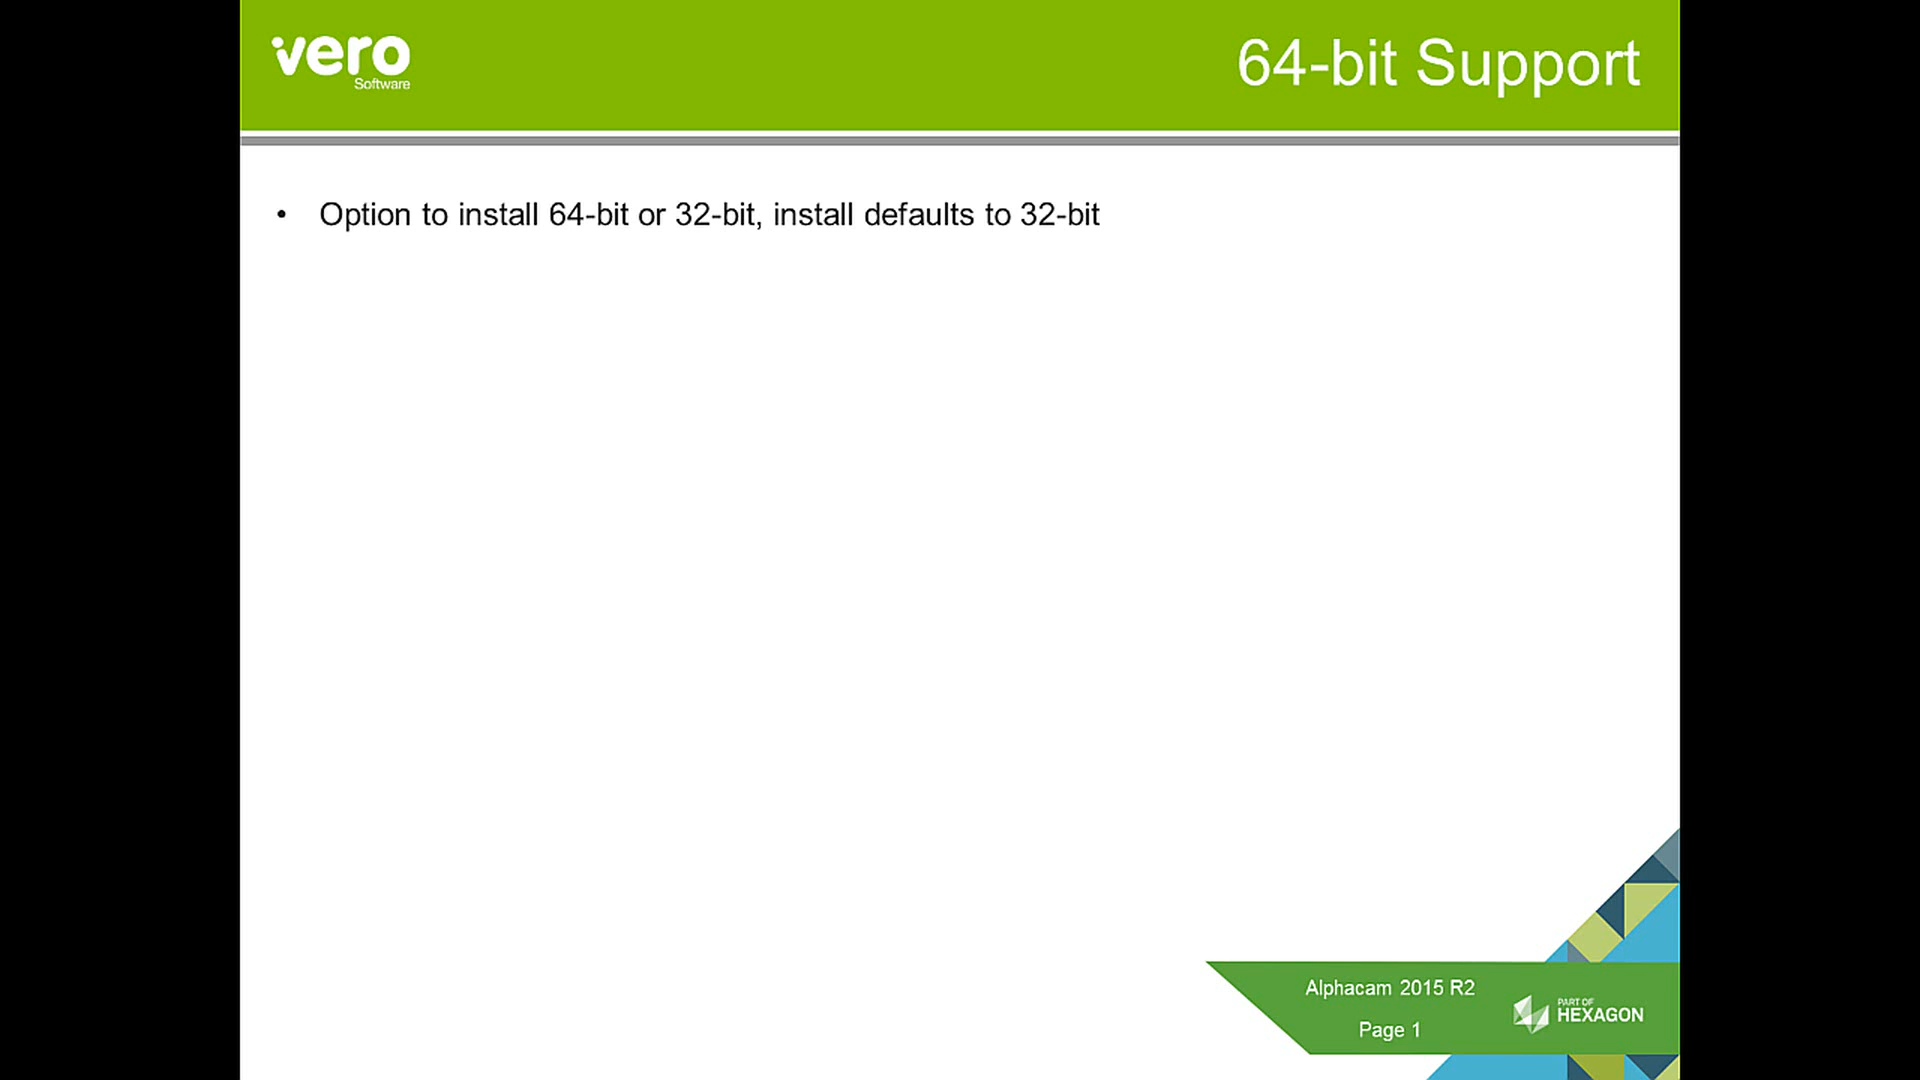 vero
Software
64-bit Support
• Option to install 64-bit or 32-bit, install defaults to 32-bit
Alphacam 2015 R2
Page 1
PART OF
HEXAGON